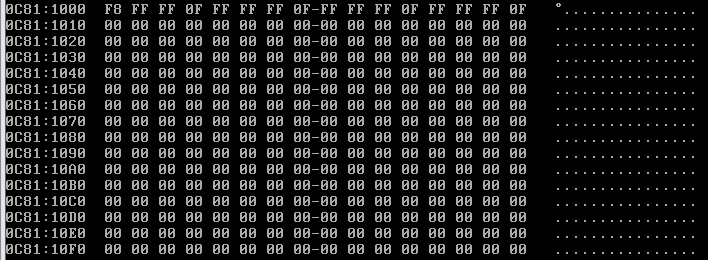 0C81:1000  F8 FF FF 0F FF FF FF 0F-FF FF FF 0F FF FF FF 0F   °...............
0C81:1010  00 00 00 00 00 00 00 00-00 00 00 00 00 00 00 00   ................
0C81:1020  00 00 00 00 00 00 00 00-00 00 00 00 00 00 00 00   ................
0C81:1030  00 00 00 00 00 00 00 00-00 00 00 00 00 00 00 00   ................
0C81:1040  00 00 00 00 00 00 00 00-00 00 00 00 00 00 00 00   ................
0C81:1050  00 00 00 00 00 00 00 00-00 00 00 00 00 00 00 00   ................
0C81:1060  00 00 00 00 00 00 00 00-00 00 00 00 00 00 00 00   ................
0C81:1070  00 00 00 00 00 00 00 00-00 00 00 00 00 00 00 00   ................
0C81:1080  00 00 00 00 00 00 00 00-00 00 00 00 00 00 00 00   ................
0C81:1090  00 00 00 00 00 00 00 00-00 00 00 00 00 00 00 00   ................
0C81:10A0  00 00 00 00 00 00 00 00-00 00 00 00 00 00 00 00   ................
0C81:10B0  00 00 00 00 00 00 00 00-00 00 00 00 00 00 00 00   ................
0C81:10C0  00 00 00 00 00 00 00 00-00 00 00 00 00 00 00 00   ................
0C81:10D0  00 00 00 00 00 00 00 00-00 00 00 00 00 00 00 00   ................
0C81:10E0  00 00 00 00 00 00 00 00-00 00 00 00 00 00 00 00   ................
0C81:10F0  00 00 00 00 00 00 00 00-00 00 00 00 00 00 00 00   ................